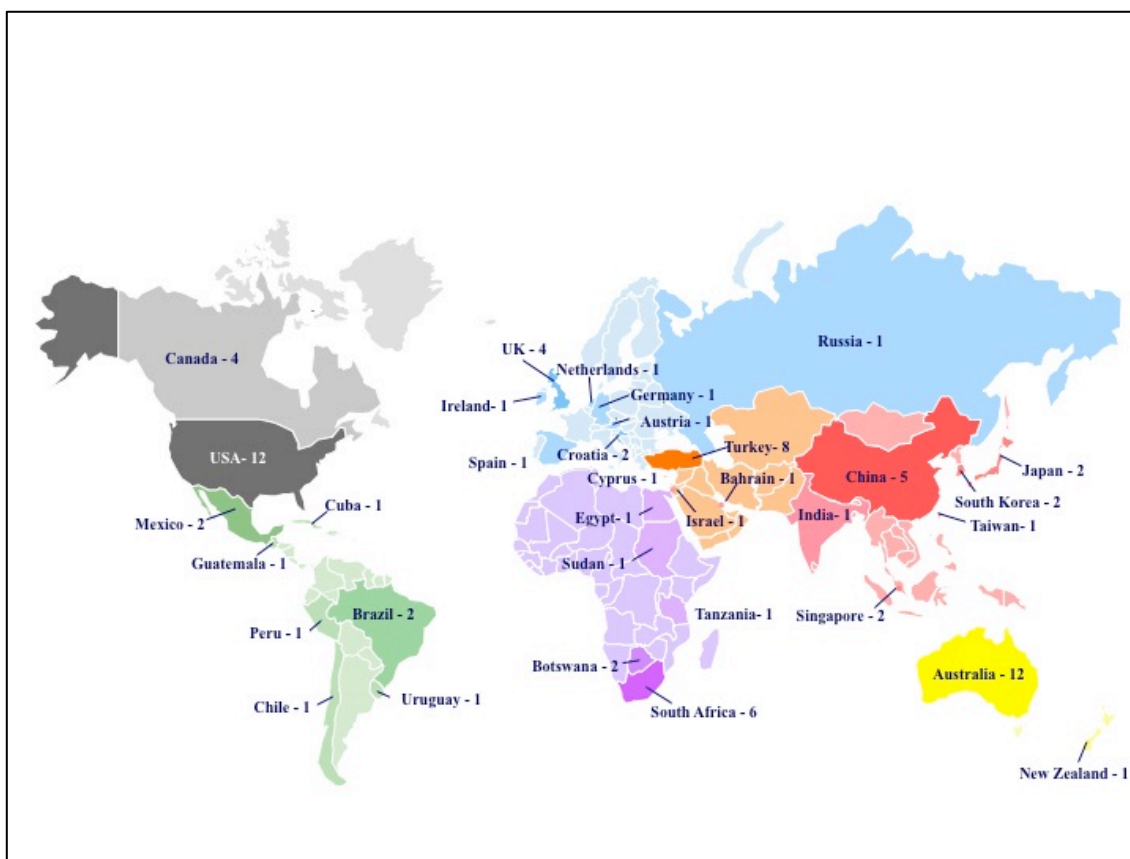 Russia - 1
UK - 4
Canada - 4
Netherlands - 1
Germany - 1
Ireland- 1
Austria - 1
Turkey- 8
Croatia - 2
USA- 12
Spain - 1
Japan - 2
Cyprus - 1
Bahrain - 1
China - 5
South Korea - 2
Cuba - 1
Mexico - 2
Egypt- 1
Israel - 1
India- 1
Taiwan- 1
Guatemala - 1
Sudan - 1
Brazil - 2
Tanzania- 1
Singapore - 2
Peru - 1
Botswana - 2
Australia - 12
Uruguay - 1
Chile - 1
South Africa - 6
New Zealand - 1